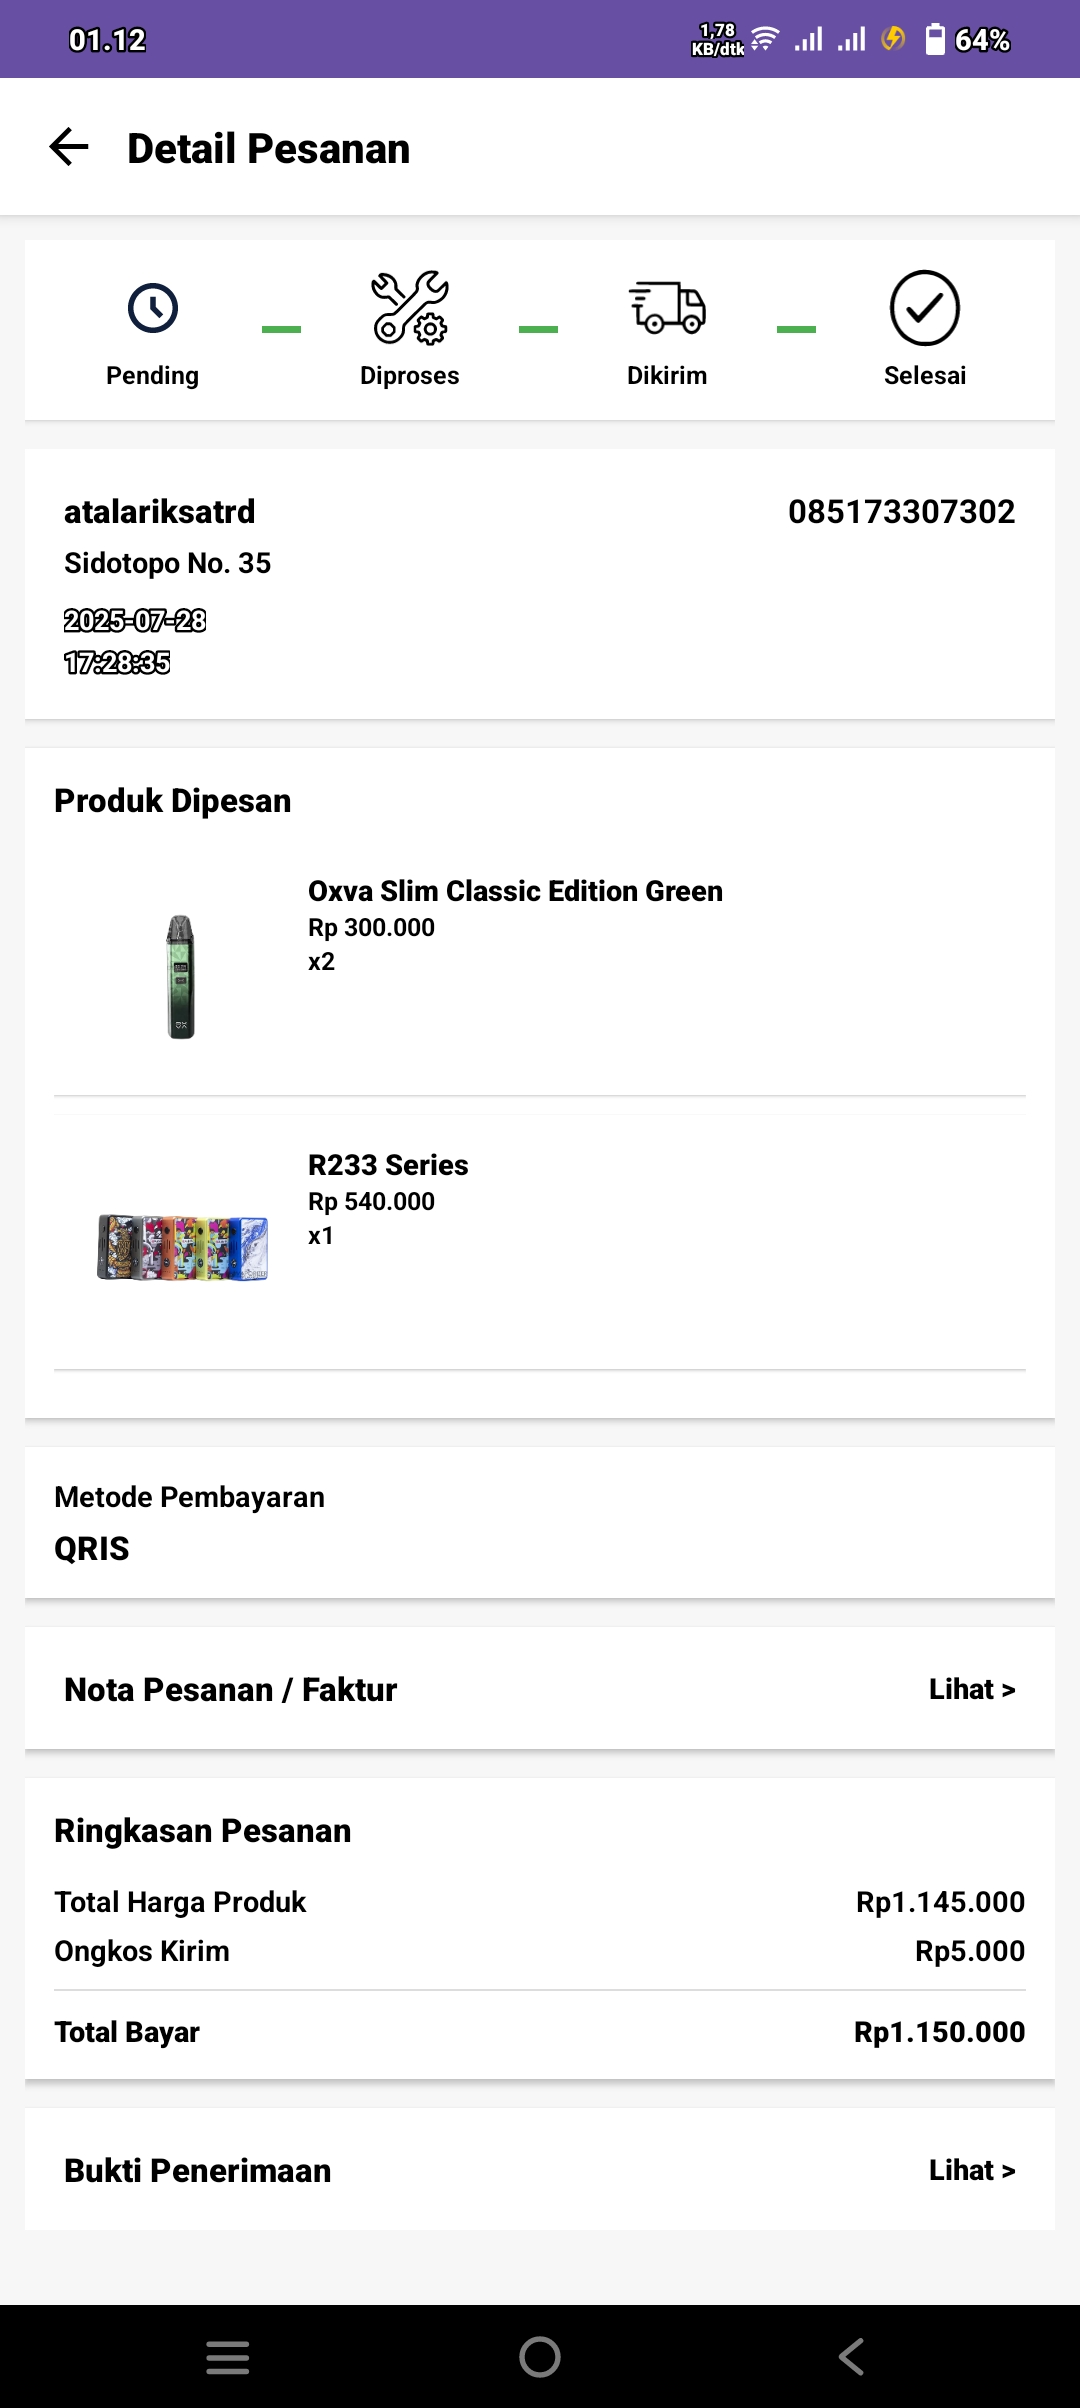 01.12
1,78
KB/dtk
64%
Detail Pesanan
Pending
Diproses
Dikirim
Selesai
atalariksatrd
085173307302
Sidotopo No. 35
2025-07-28
17:28:35
Produk Dipesan
Oxva Slim Classic Edition Green
Rp 300.000
x2
R233 Series
Rp 540.000
x1
Metode Pembayaran
QRIS
Nota Pesanan / Faktur
Lihat >
Ringkasan Pesanan
Total Harga Produk
Rp1.145.000
Ongkos Kirim
Rp5.000
Total Bayar
Rp1.150.000
Bukti Penerimaan
Lihat >